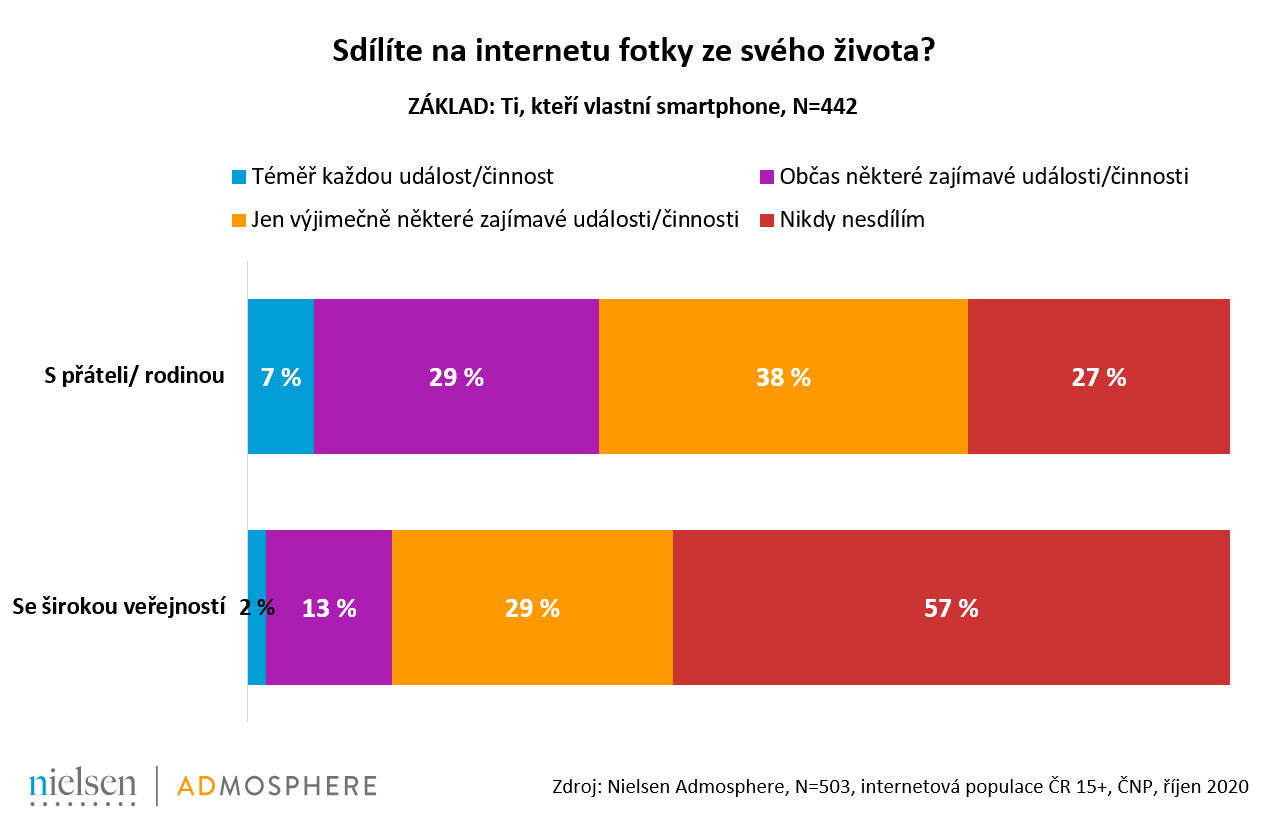 Sdílíte na internetu fotky ze svého života?
ZÁKLAD: Ti, kteří vlastní smartphone, N=442
Téměř každou událost/činnost
Občas některé zajímavé události/činnosti
Jen výjimečně některé zajímavé události/činnosti
Nikdy nesdílím
S přáteli/ rodinou
7 %
29 %
38 %
27 %
Se širokou veřejností
2 %
13 %
29 %
57 %
nielsen
ADMOSPHERE
Zdroj: Nielsen Admosphere, N=503, internetová populace ČR 15+, ČNP, říjen 2020